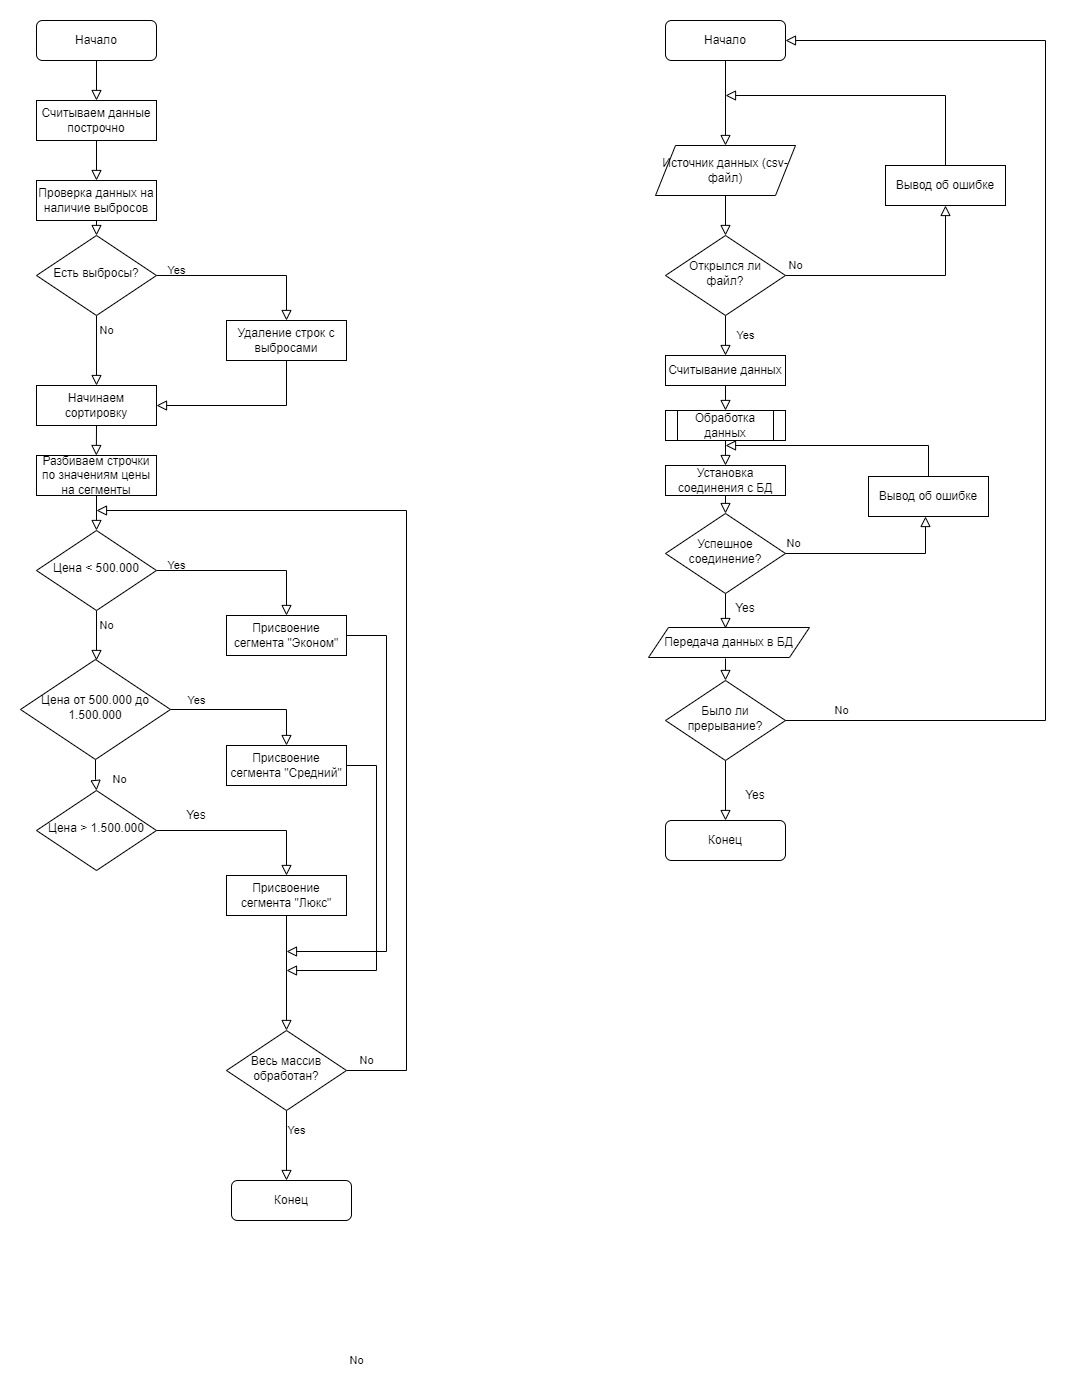 Начало
Считываем данные
построчно
Проверка данных на
наличие выбросов
Есть выбросы?
Yes
No
Удаление строк с
выбросами
Начинаем
сортировку
Разбиваем строчки
по значениям цены
на сегменты
Цена < 500.000
Yes
No
Присвоение
сегмента "Эконом"
Цена от 500.000 до
1.500.000
Yes
No
Присвоение
сегмента "Средний"
Цена > 1.500.000
Yes
Присвоение
сегмента "Люкс"
Весь массив
обработан?
No
Yes
Конец
No
Начало
Источник данных (csv-
файл)
Вывод об ошибке
Открылся ли
файл?
No
Yes
Считывание данных
Обработка
данных
Установка
соединения с БД
Вывод об ошибке
Успешное
соединение?
No
Yes
Передача данных в БД
Было ли
прерывание?
No
Yes
Конец